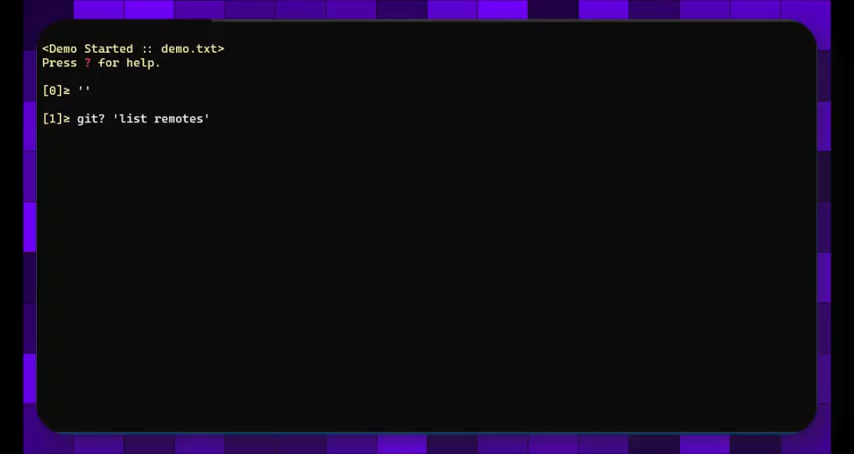 <Demo Started :: demo.txt>
Press ? for help.
[0]≥ ''
[1]≥ git? 'list remotes'